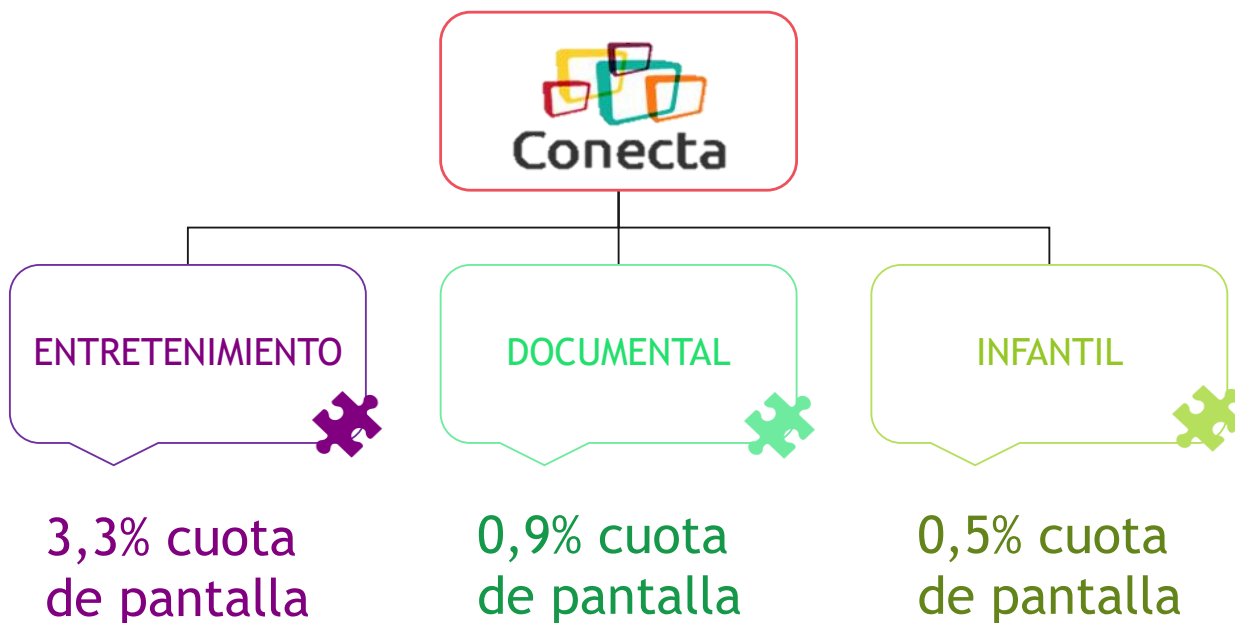 Conecta
ENTRETENIMIENTO
DOCUMENTAL
INFANTIL
3,3% cuota
de pantalla
0,9% cuota
de pantalla
0,5% cuota
de pantalla